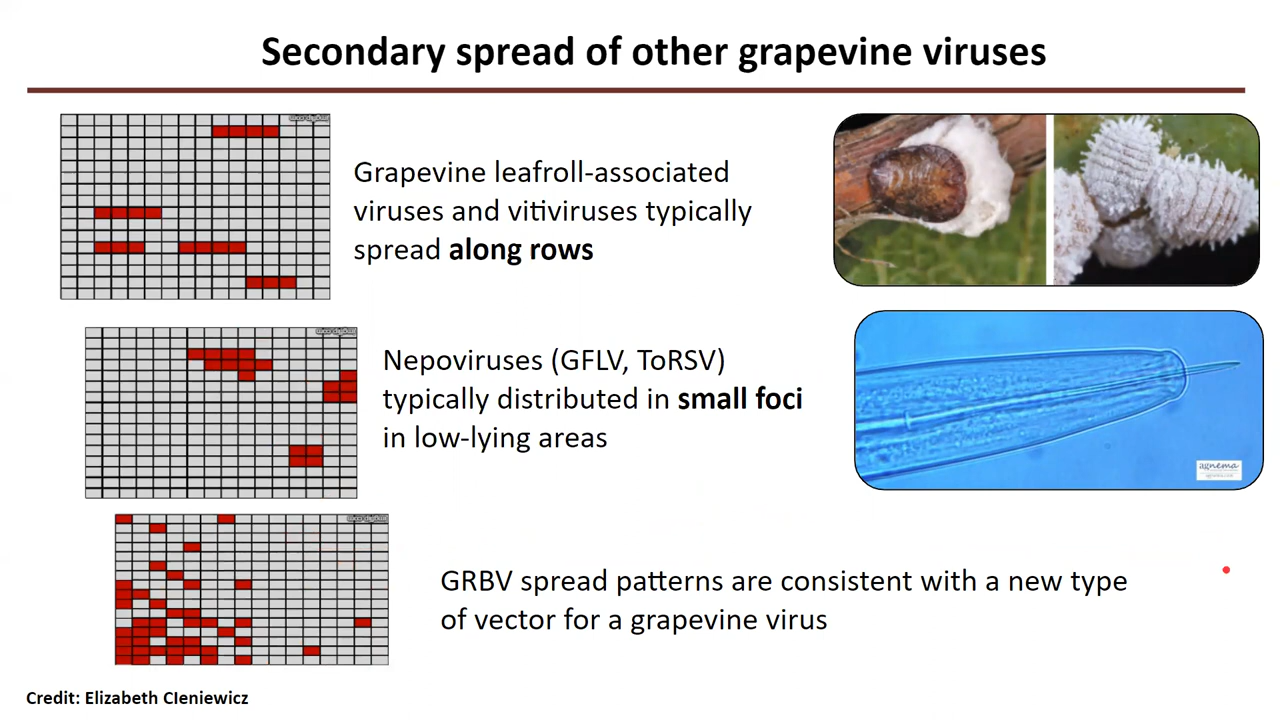 Secondary spread of other grapevine viruses
Grapevine leafroll-associated
viruses and vitiviruses typically
spread along rows
Nepoviruses (GFLV, ToRSV)
typically distributed in small foci
in low-lying areas
agnema
GRBV spread patterns are consistent with a new type
of vector for a grapevine virus
Credit: Elizabeth CIeniewicz